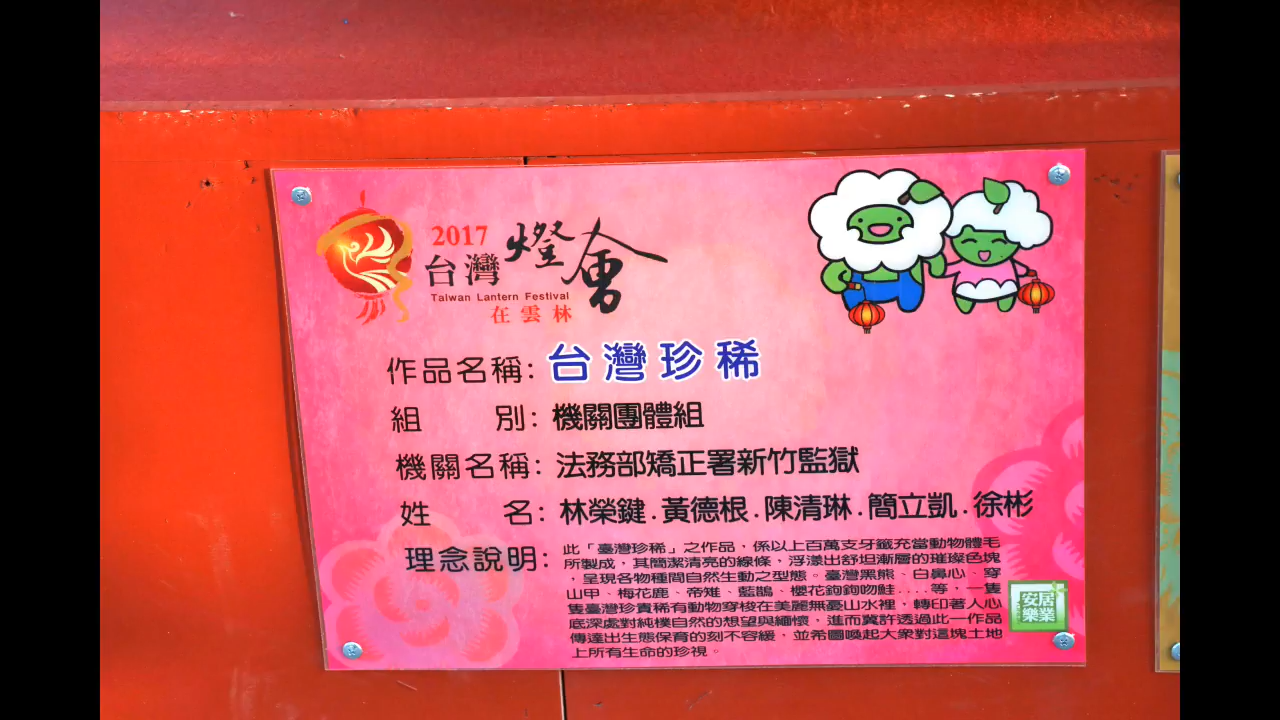 2017
台灣燈會
Taiwan Lantern Festival
在雲林
作品名稱: 台灣珍稀
組 別: 機關團體組
機關名稱: 法務部矯正署新竹監獄
姓 名: 林榮鍵.黃德根.陳清琳.簡立凱.徐彬
理念說明: 此「臺灣珍稀」之作品，係以上百萬支牙籤充當動物體毛
所製成，其簡潔清亮的線條，浮漾出舒坦漸層的璀璨色塊
，呈現各物種間自然生動之型態。臺灣黑熊、白鼻心、穿
山甲、梅花鹿、帝雉、藍鵲、櫻花鉤鉤吻鮭....等，一隻
隻臺灣珍貴稀有動物穿梭在美麗無憂山水裡，轉印著人心
底深處對純樸自然的想望與緬懷，進而冀許透過此一作品
傳達出生態保育的刻不容緩，並希圖喚起大衆對這塊土地
上所有生命的珍視。
安居
樂業